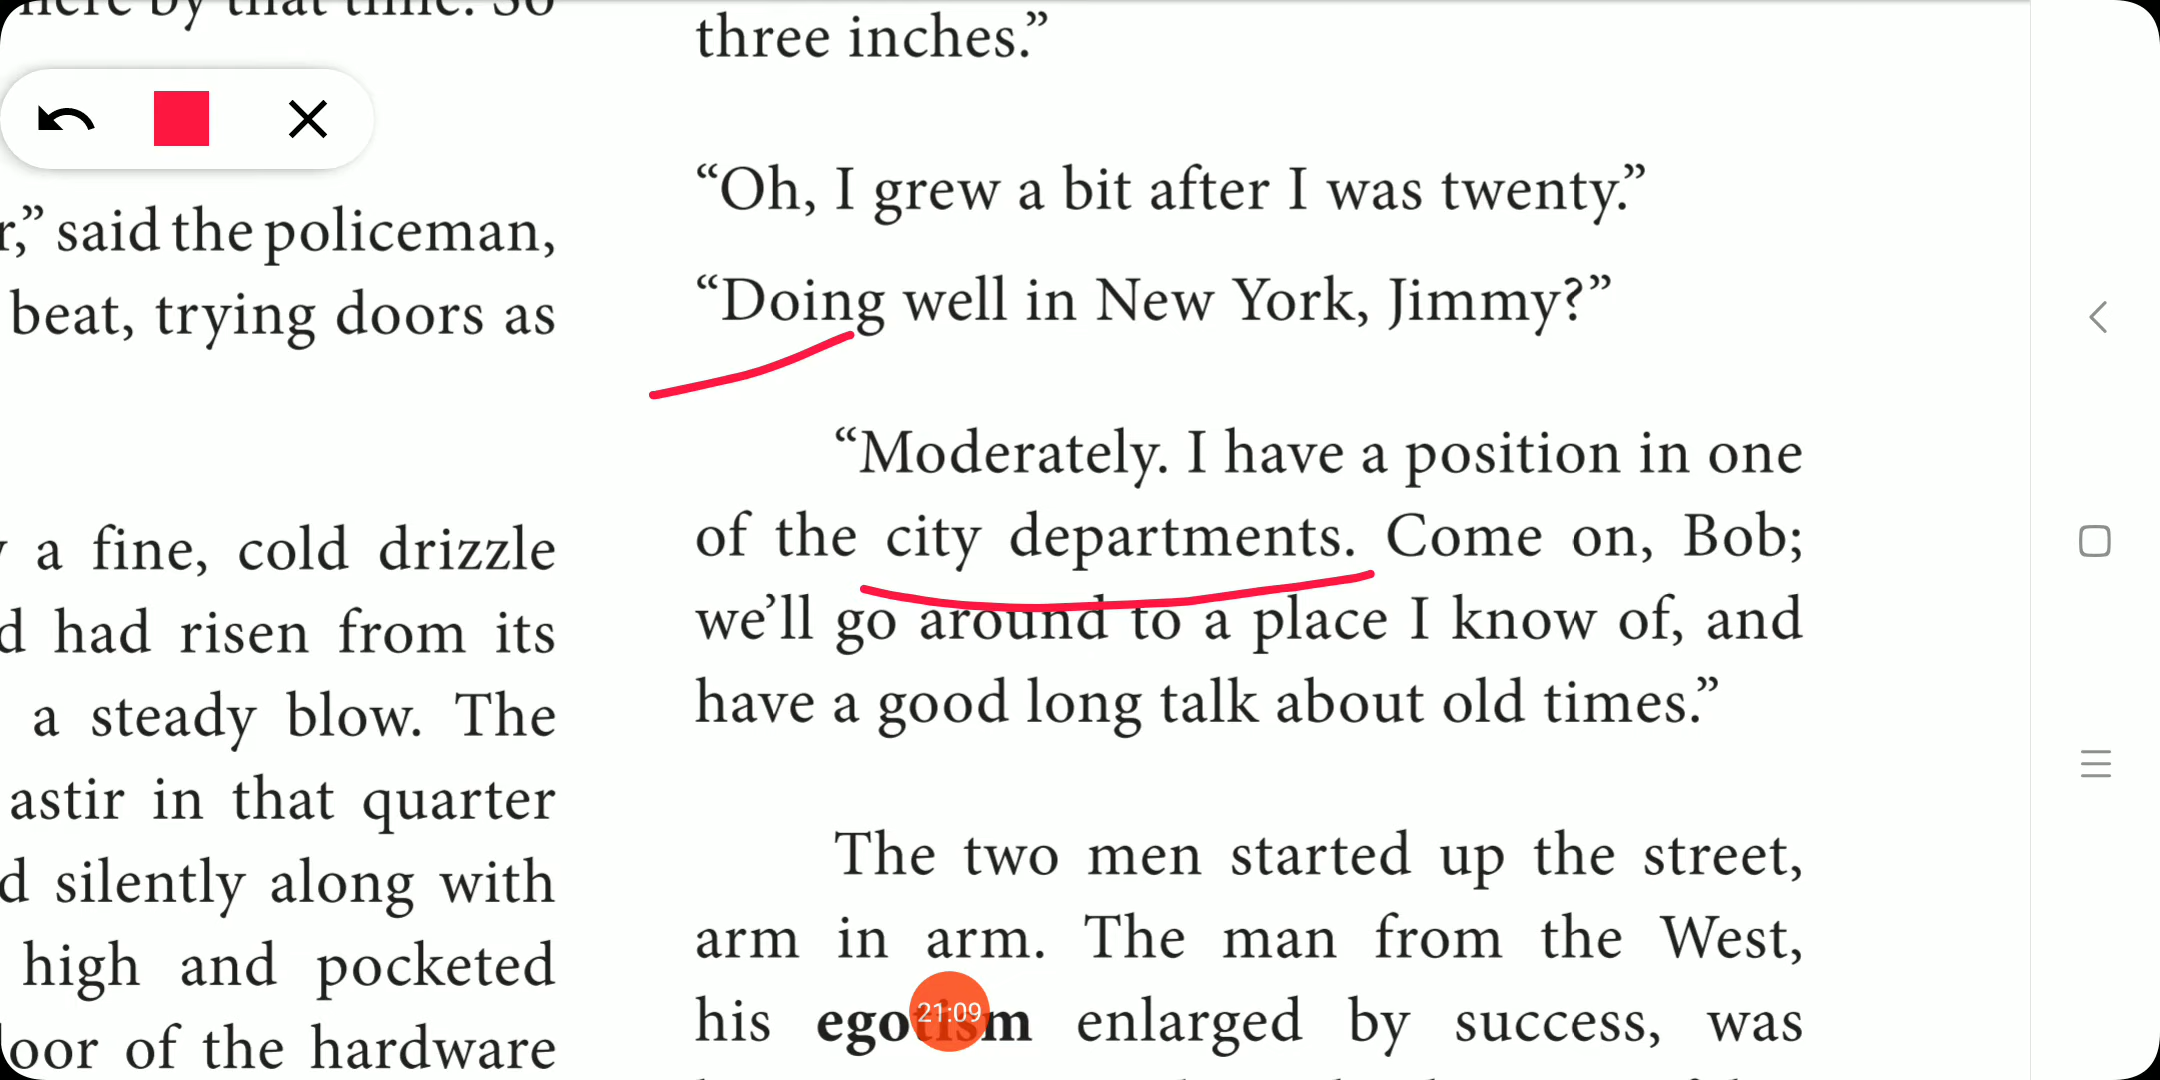 here by that time. So
r,” said the policeman,
beat, trying doors as
a fine, cold drizzle
d had risen from its
a steady blow. The
astir in that quarter
d silently along with
high and pocketed
oor of the hardware
three inches.”
“Oh, I grew a bit after I was twenty.”
“Doing well in New York, Jimmy?”
“Moderately. I have a position in one
of the city departments. Come on, Bob;
we’ll go around to a place I know of, and
have a good long talk about old times.”
The two men started up the street,
arm in arm. The man from the West,
his egotism enlarged by success, was
21:09